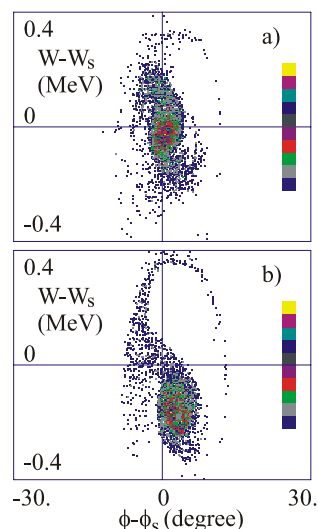 0.4
a)
W-Ws
(MeV)
0
-0.4
0.4
b)
W-Ws
(MeV)
0
-0.4
-30. 0 30.
ϕ-ϕs (degree)